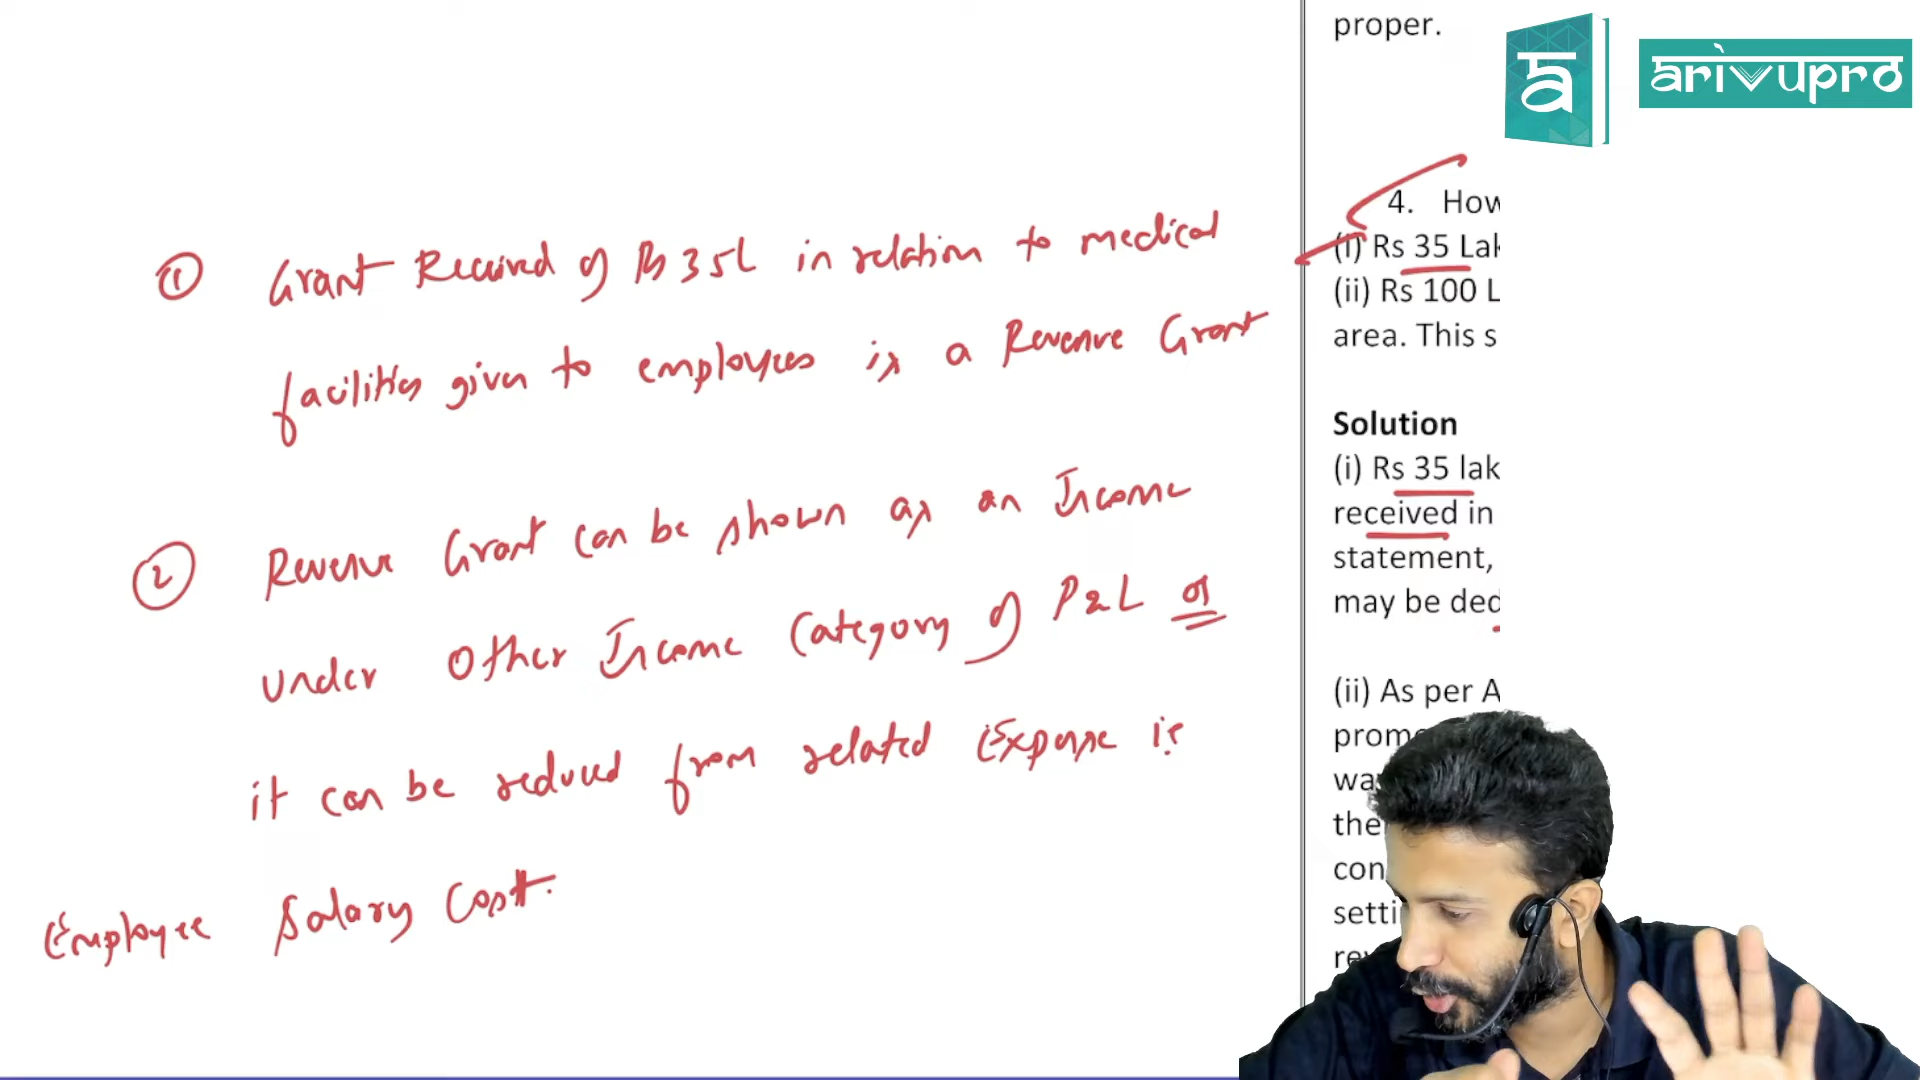 ① Grant Received of Rs 35L in relation to medical
facilities given to employees is a Revenue Grant
② Revenue Grant can be shown as an Income
under Other Income Category of P&L or
it can be reduced from related Expense ie
Employee Salary Cost.
proper.
4. How
(i) Rs 35 Lak
(ii) Rs 100 L
area. This s
Solution
(i) Rs 35 lak
received in
statement,
may be ded
(ii) As per A
prom
wa
the
con
setti
re
a
arivupro